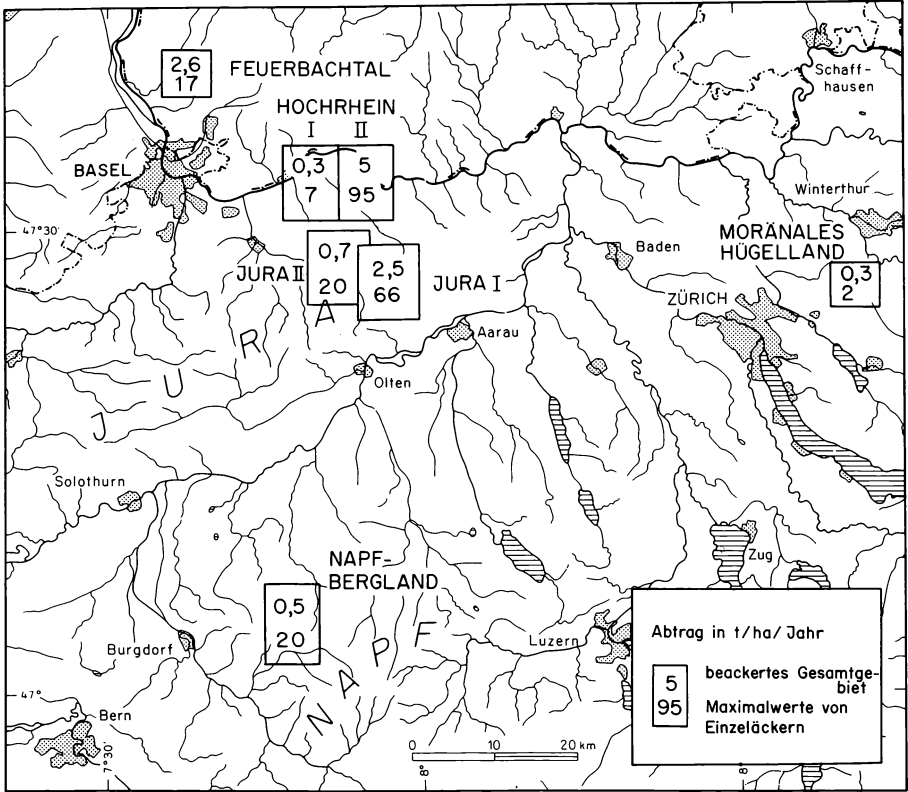 2,6
17
FEUERBACHTAL
HOCHRHEIN
I II
0,3 5
7 95
BASEL
Schaff-
hausen
Winterthur
47°30'
MORÄNALES
HÜGELLAND
0,3
2
Baden
JURA II
0,7
20
2,5
66
JURA I
ZÜRICH
Aarau
JURA
Olten
Solothurn
Zug
NAPF-
BERGLAND
0,5
20
Burgdorf
NAPF
Luzern
47°
Bern
7°30'
0 10 20 km
8°
8
Abtrag in t/ha/Jahr
5
95
beackertes Gesamtge-
biet
Maximalwerte von
Einzeläckern